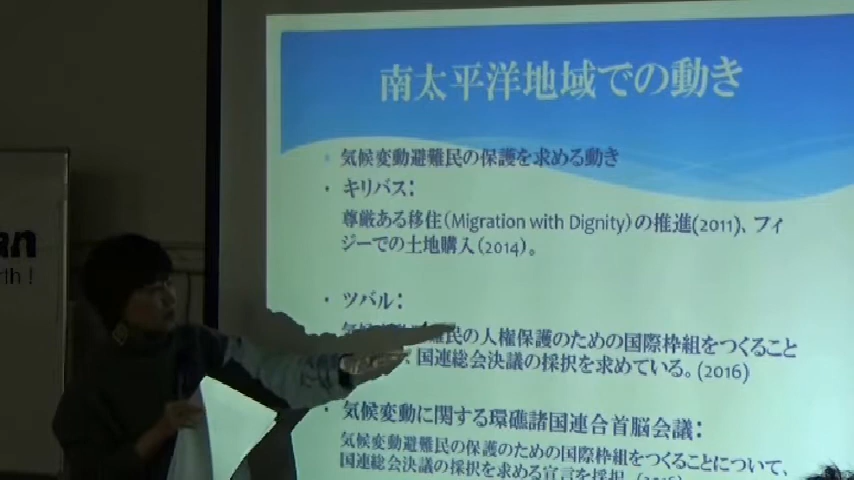 南太平洋地域での動き
気候変動避難民の保護を求める動き
キリバス：
尊厳ある移住（Migration with Dignity）の推進(2011)、フィ
ジーでの土地購入（2014）。
ツバル：
民の人権保護のための国際枠組をつくること
国連総会決議の採択を求めている。(2016)
気候変動に関する環礁諸国連合首脳会議：
気候変動避難民の保護のための国際枠組をつくることについて、
国連総会決議の採択を求める宣言を採択